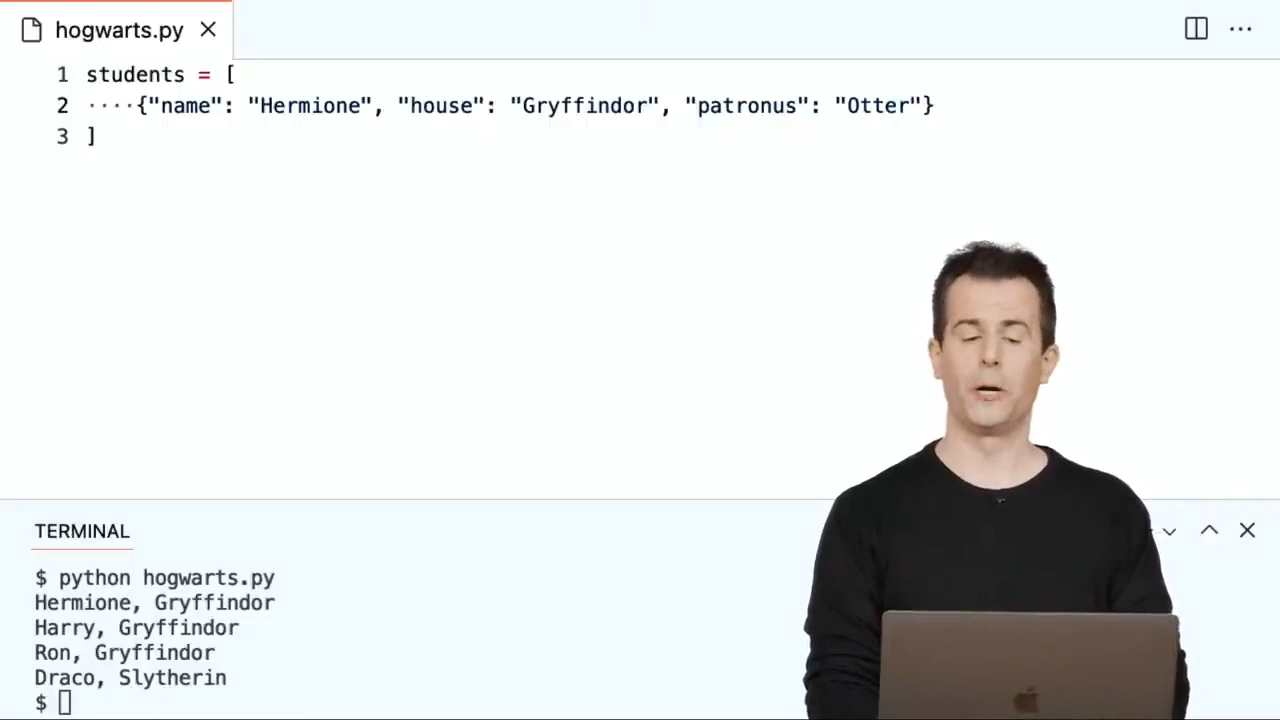 hogwarts.py
1 students = [
2 ····{"name": "Hermione", "house": "Gryffindor", "patronus": "Otter"}
3 ]
TERMINAL
$ python hogwarts.py
Hermione, Gryffindor
Harry, Gryffindor
Ron, Gryffindor
Draco, Slytherin
$